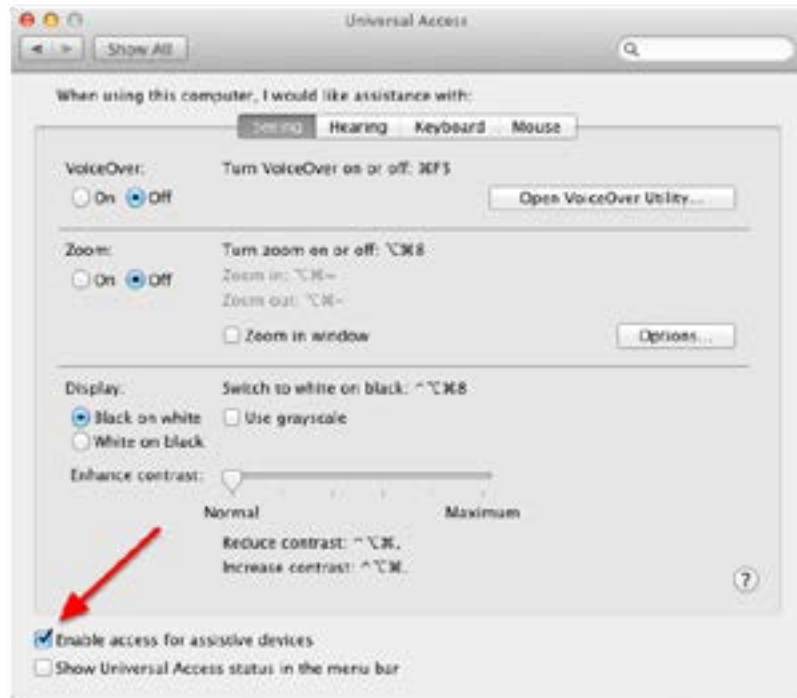 Universal Access
Show All
When using this computer, I would like assistance with:
Seeing Hearing Keyboard Mouse
VoiceOver: Turn VoiceOver on or off: ⌘F5
On Off Open VoiceOver Utility...
Zoom: Turn zoom on or off: ⌥⌘8
On Off Zoom in: ⌥⌘=
Zoom out: ⌥⌘-
Zoom in window Options...
Display: Switch to white on black: ^⌥⌘8
Black on white Use grayscale
White on black
Enhance contrast:
Normal Maximum
Reduce contrast: ^⌥⌘,
Increase contrast: ^⌥⌘.
?
Enable access for assistive devices
Show Universal Access status in the menu bar